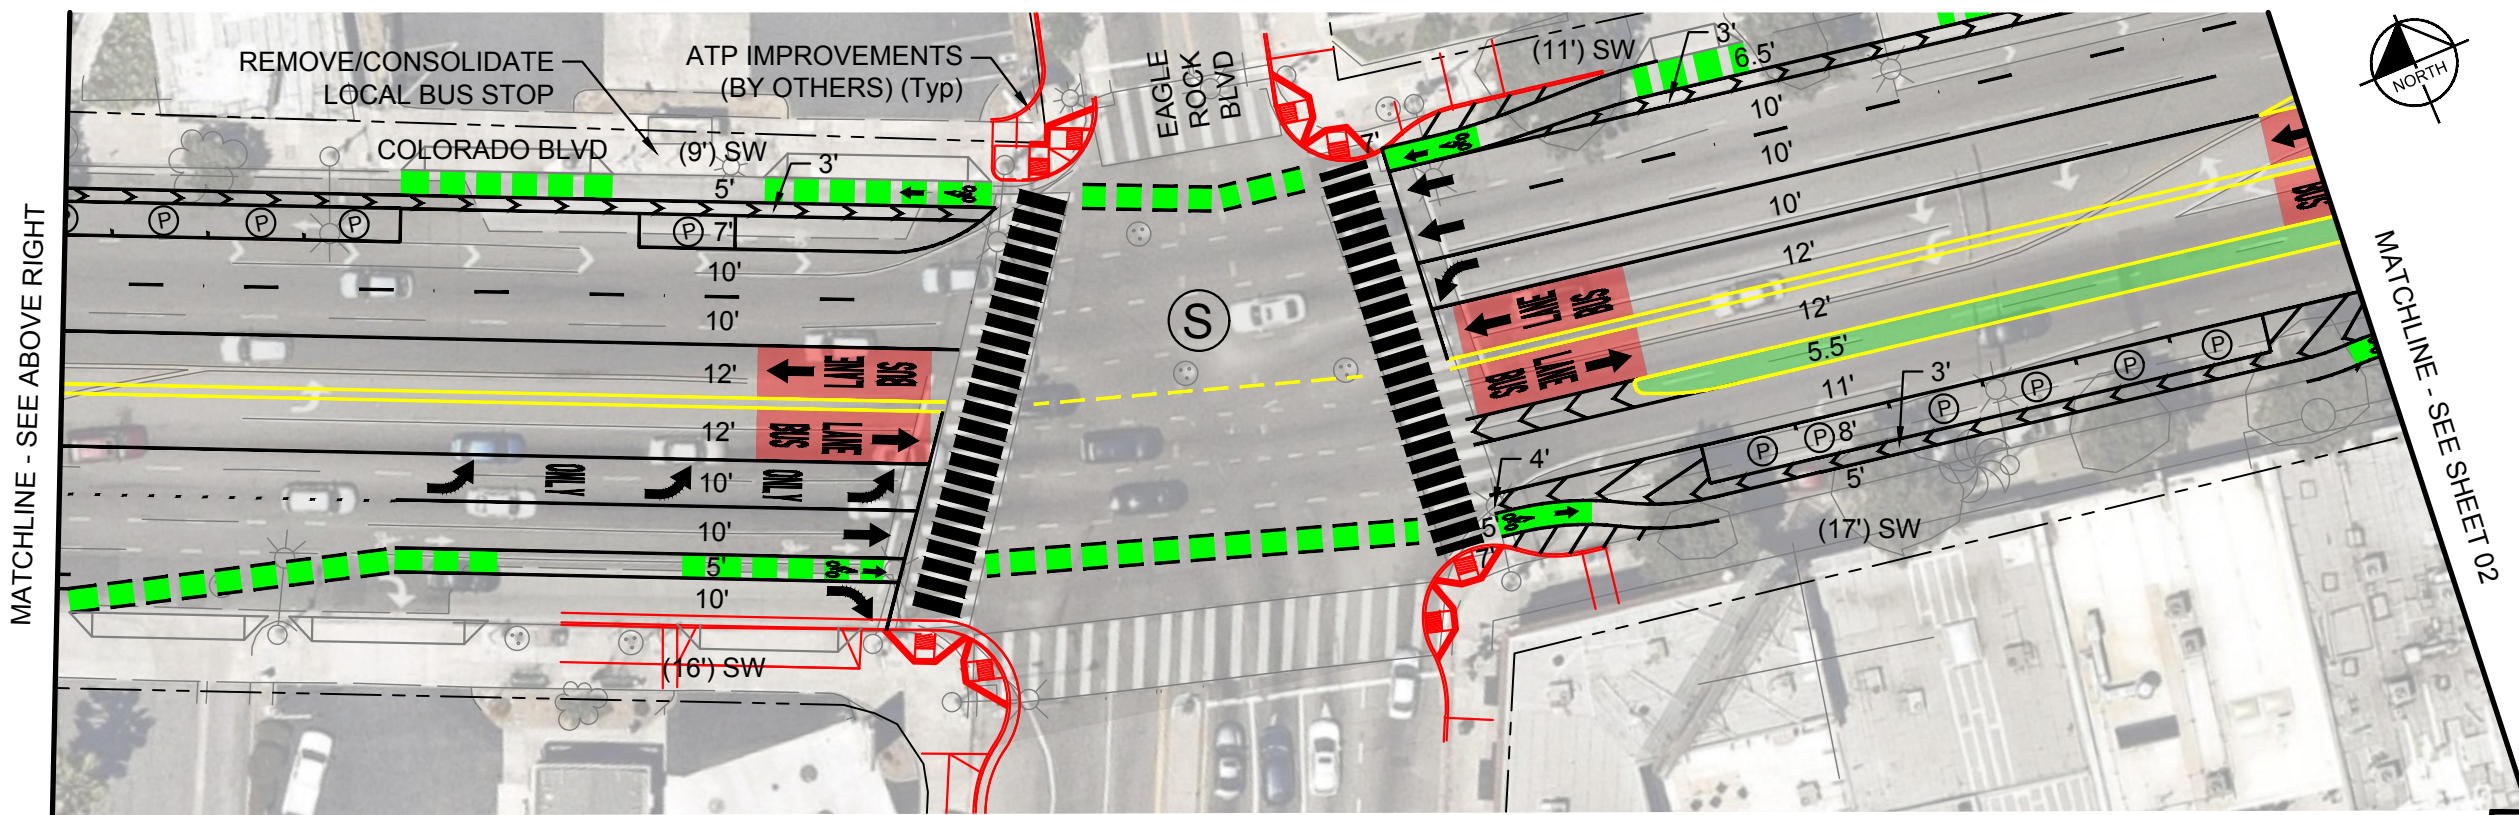 REMOVE/CONSOLIDATE
LOCAL BUS STOP
ATP IMPROVEMENTS
(BY OTHERS) (Typ)
EAGLE
ROCK
BLVD
(11') SW
3'
6.5'
NORTH
COLORADO BLVD
(9') SW
3'
5'
7'
10'
10'
12'
12'
10'
10'
5'
10'
(16') SW
P
P
P
P
P
BUS
LANE
LANE
BUS
ONLY
ONLY
S
7'
10'
10'
10'
12'
12'
5.5'
11'
3'
8'
5'
4'
5'
7'
(17') SW
BUS
LANE
LANE
BUS
BUS
P
P
P
P
P
P
MATCHLINE - SEE ABOVE RIGHT
MATCHLINE - SEE SHEET 02